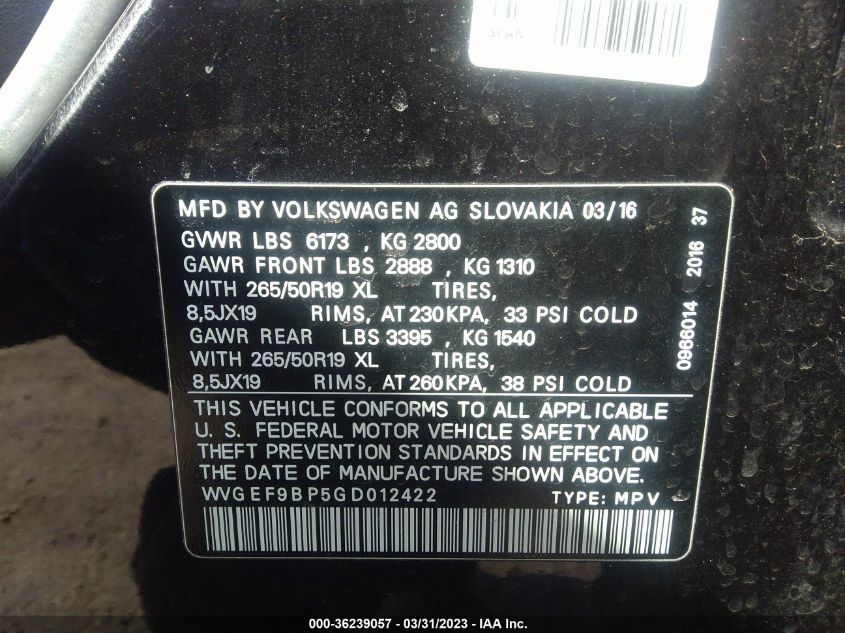 SCAN
MFD BY VOLKSWAGEN AG SLOVAKIA 03/16
GVWR LBS 6173 , KG 2800
GAWR FRONT LBS 2888 , KG 1310
WITH 265/50R19 XL TIRES,
8,5JX19 RIMS, AT 230KPA, 33 PSI COLD
GAWR REAR LBS 3395 , KG 1540
WITH 265/50R19 XL TIRES,
8,5JX19 RIMS, AT 260KPA, 38 PSI COLD
THIS VEHICLE CONFORMS TO ALL APPLICABLE
U. S. FEDERAL MOTOR VEHICLE SAFETY AND
THEFT PREVENTION STANDARDS IN EFFECT ON
THE DATE OF MANUFACTURE SHOWN ABOVE.
WVGEF9BP5GD012422 TYPE: MPV
0966014 2016 37
000-36239057 - 03/31/2023 - IAA Inc.